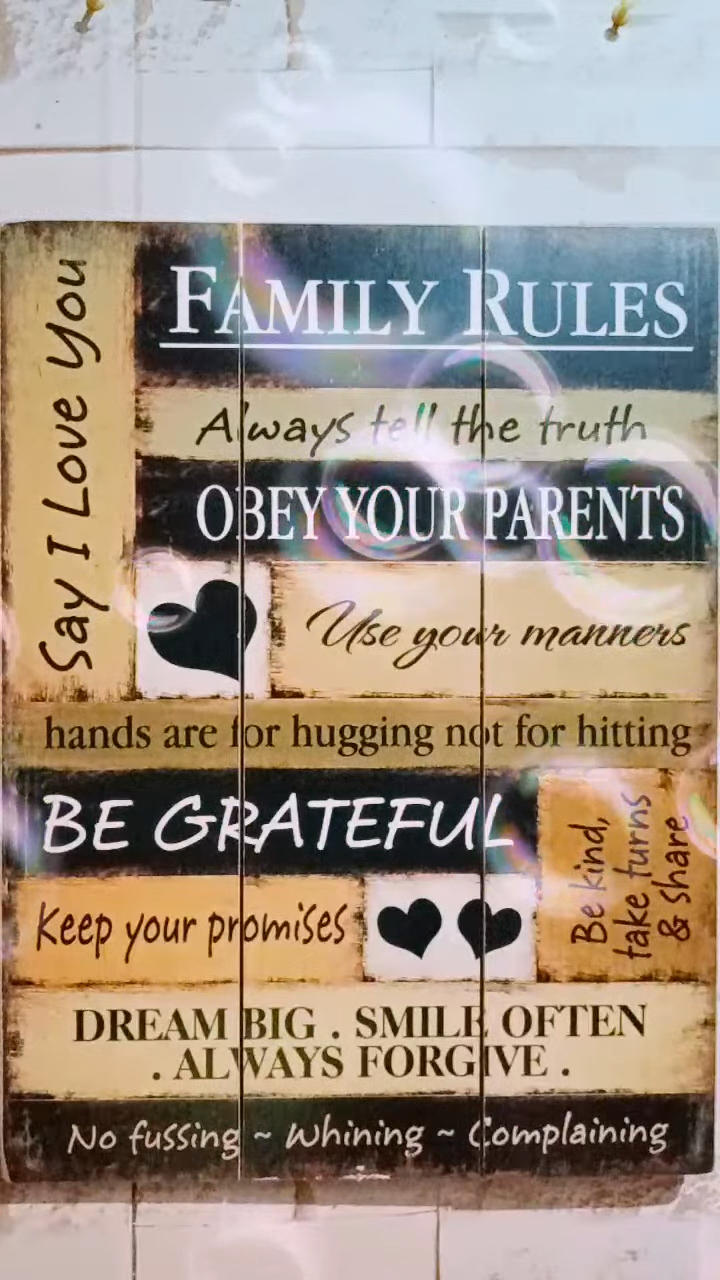 FAMILY RULES
Say I Love You
Always tell the truth
OBEY YOUR PARENTS
Use your manners
hands are for hugging not for hitting
BE GRATEFUL
Be kind,
take turns
& share
Keep your promises
DREAM BIG . SMILE OFTEN
. ALWAYS FORGIVE .
No fussing ~ Whining ~ Complaining